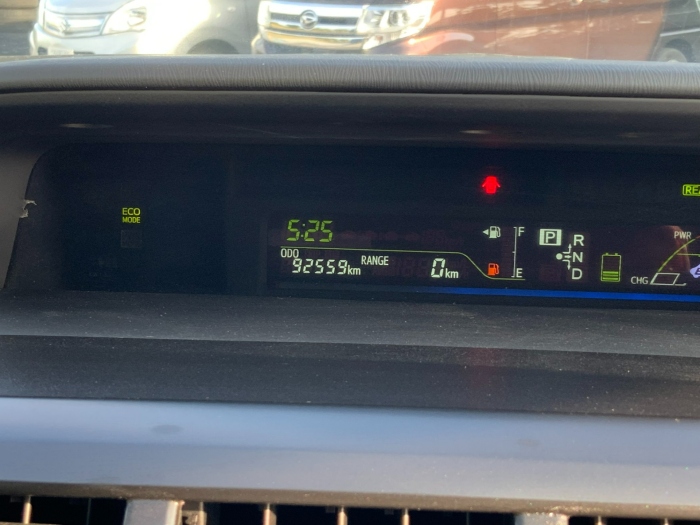 ECO
MODE
5:25
ODO
92559km
RANGE
0km
F
E
P
R
N
D
PWR
CHG